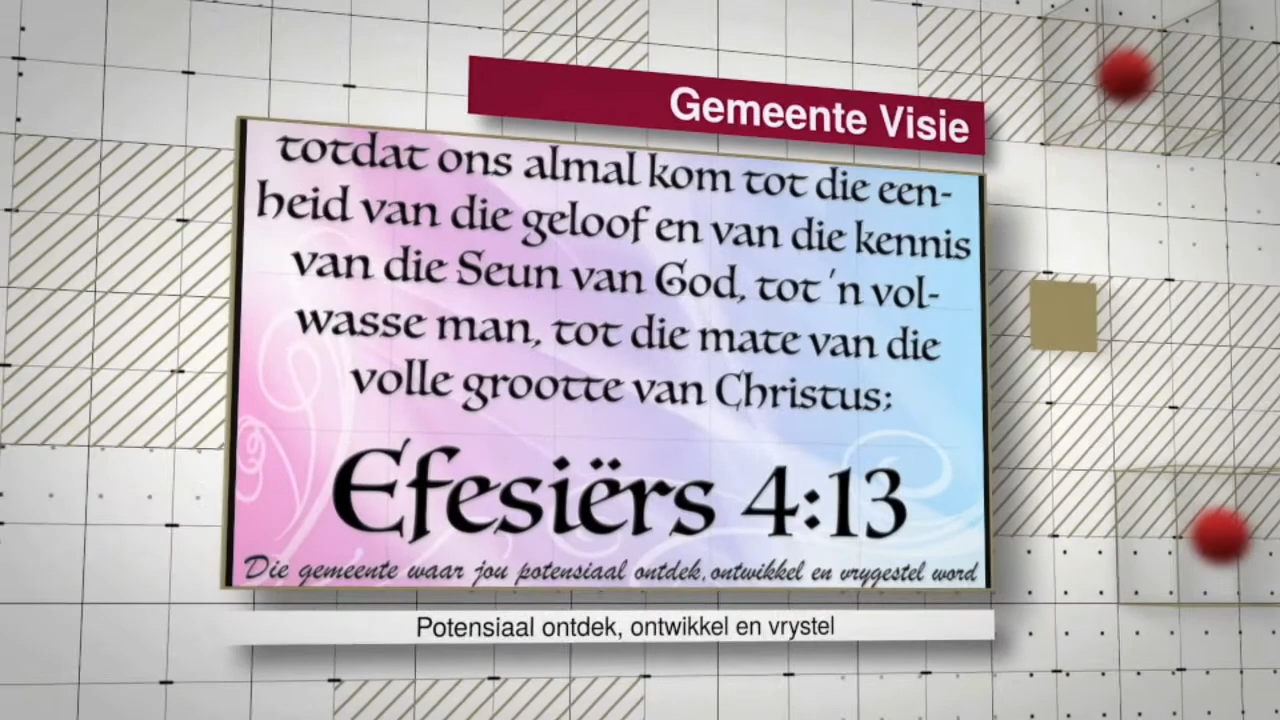 Gemeente Visie
totdat ons almal kom tot die een-
heid van die geloof en van die kennis
van die Seun van God, tot 'n vol-
wasse man, tot die mate van die
volle grootte van Christus;
Efesiërs 4:13
Die gemeente waar jou potensiaal ontdek, ontwikkel en vrygestel word
Potensiaal ontdek, ontwikkel en vrystel